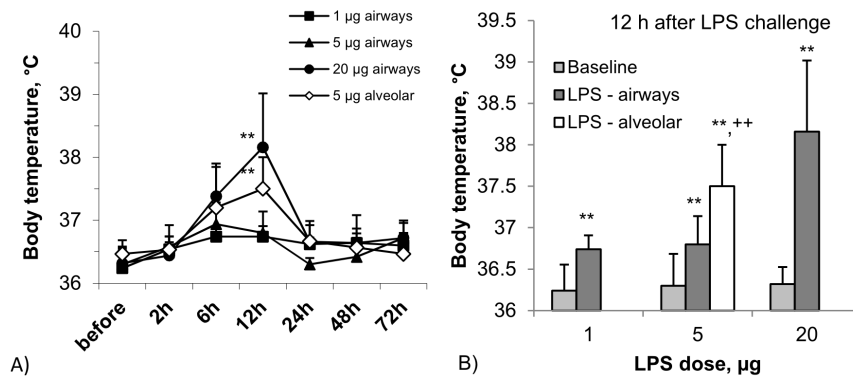 1 µg airways
5 µg airways
20 µg airways
5 µg alveolar
Body temperature, °C
40
39
38
37
36
**
**
before
2h
6h
12h
24h
48h
72h
A)
12 h after LPS challenge
Baseline
LPS - airways
LPS - alveolar
Body temperature, °C
39.5
39
38.5
38
37.5
37
36.5
36
**
**
**,++
**
1
5
20
LPS dose, µg
B)